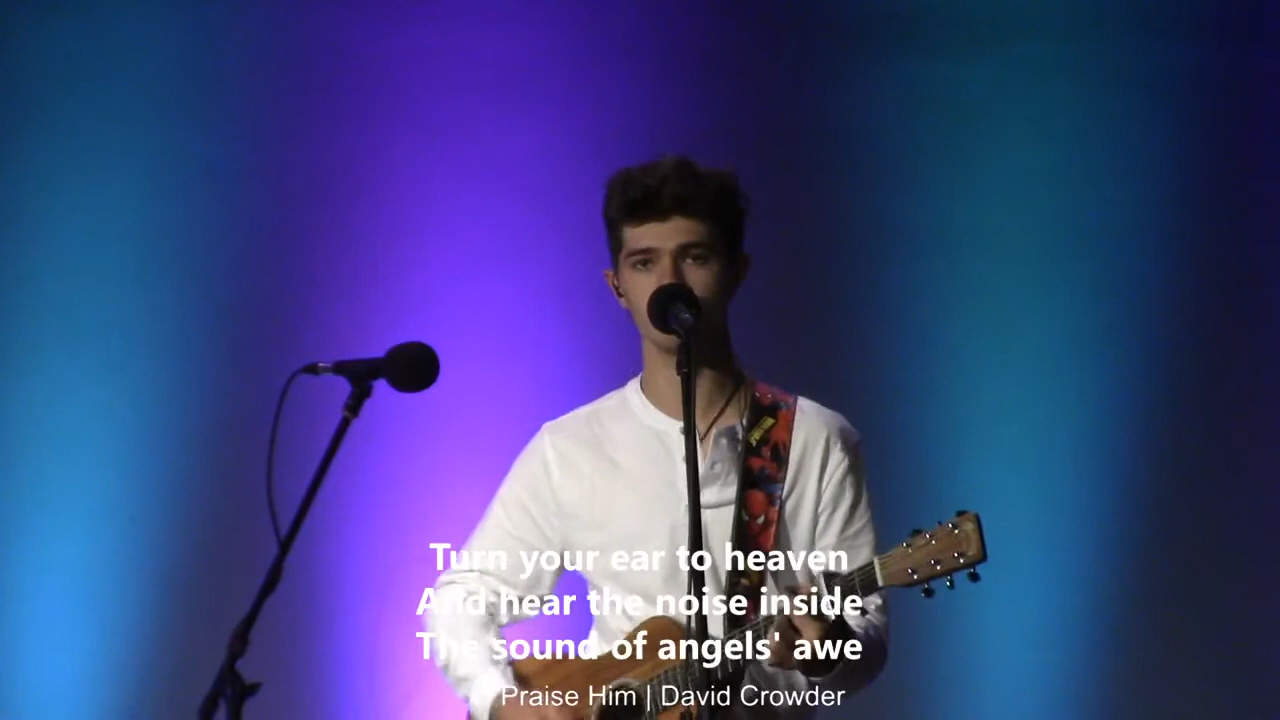 Turn your ear to heaven
And hear the noise inside
The sound of angels' awe
Praise Him | David Crowder